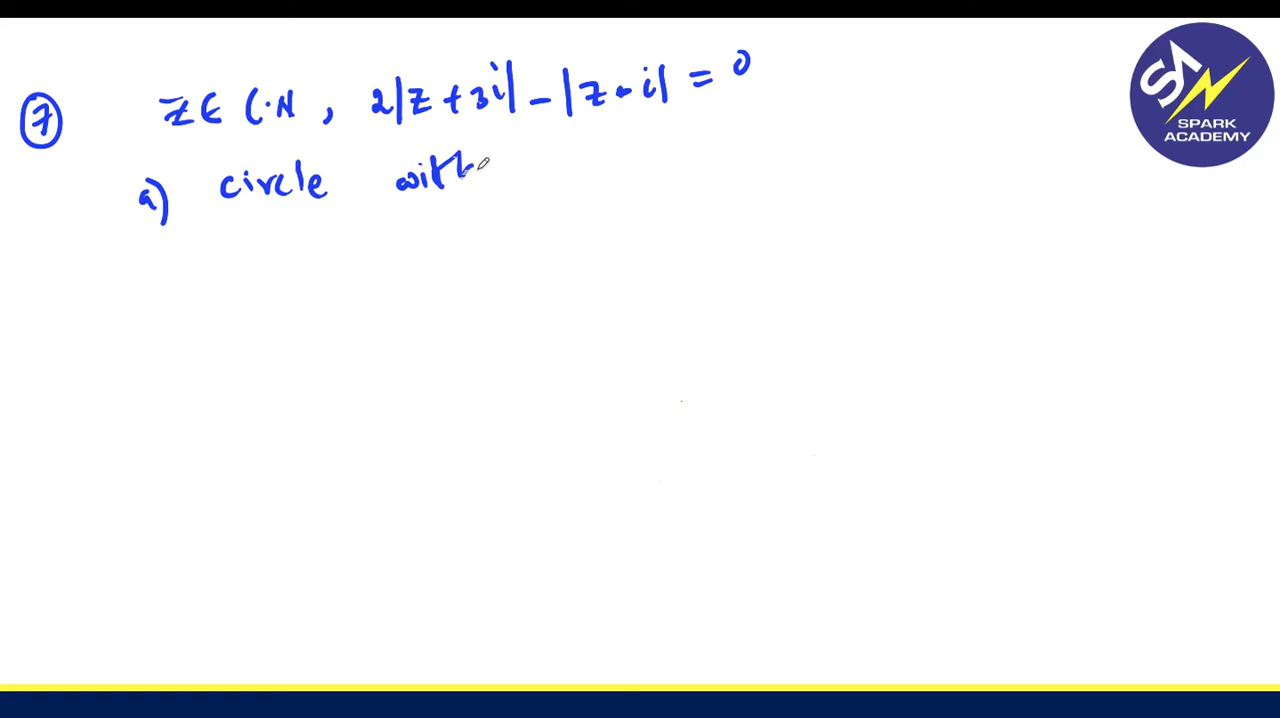 ⑦ z ∈ C·N , 2|z + 3i| - |z - i| = 0
a) circle with
SPARK
ACADEMY